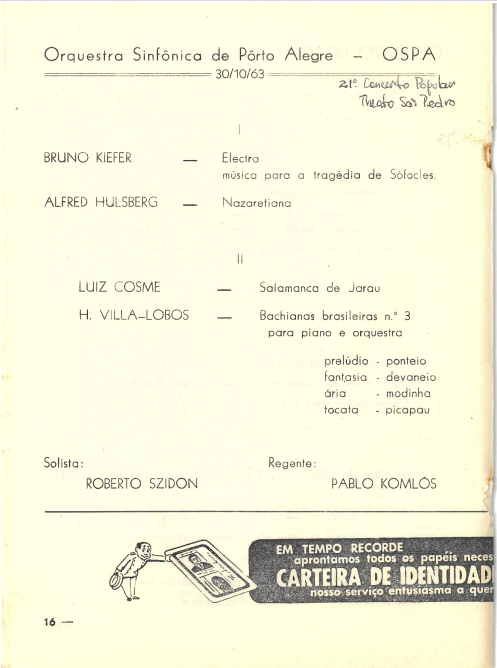 Orquestra Sinfônica de Pôrto Alegre – OSPA
30/10/63
21º Concerto Popular
Theato São Pedro
I
BRUNO KIEFER — Electra
música para a tragédia de Sófocles.
ALFRED HULSBERG — Nazaretiana
II
LUIZ COSME — Salamanca de Jarau
H. VILLA–LOBOS — Bachianas brasileiras n.º 3
para piano e orquestra
prelúdio - ponteio
fantasia - devaneio
ária - modinha
tocata - picapau
Solista: Regente:
ROBERTO SZIDON PABLO KOMLÓS
EM TEMPO RECORDE
aprontamos todos os papéis neces
CARTEIRA DE IDENTIDAD
nosso serviço entusiasma a quem
16 —